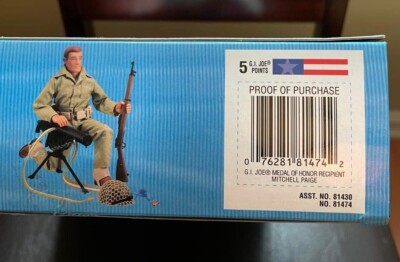 5 G.I. JOE®
POINTS
PROOF OF PURCHASE
0 76281 81474 2
G.I. JOE® MEDAL OF HONOR RECIPIENT
MITCHELL PAIGE
ASST. NO. 81430
NO. 81474